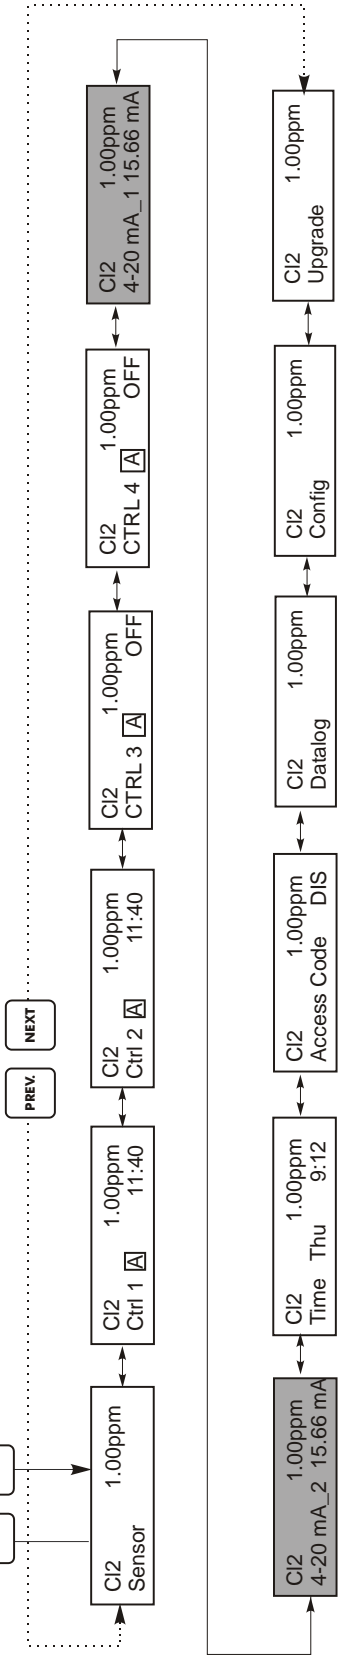 PREV.
NEXT
Cl2 1.00ppm
Sensor
Cl2 1.00ppm
Ctrl 1 A 11:40
Cl2 1.00ppm
Ctrl 2 A 11:40
Cl2 1.00ppm
CTRL 3 A OFF
Cl2 1.00ppm
CTRL 4 A OFF
Cl2 1.00ppm
4-20 mA_1 15.66 mA
Cl2 1.00ppm
4-20 mA_2 15.66 mA
Cl2 1.00ppm
Time Thu 9:12
Cl2 1.00ppm
Access Code DIS
Cl2 1.00ppm
Datalog
Cl2 1.00ppm
Config
Cl2 1.00ppm
Upgrade